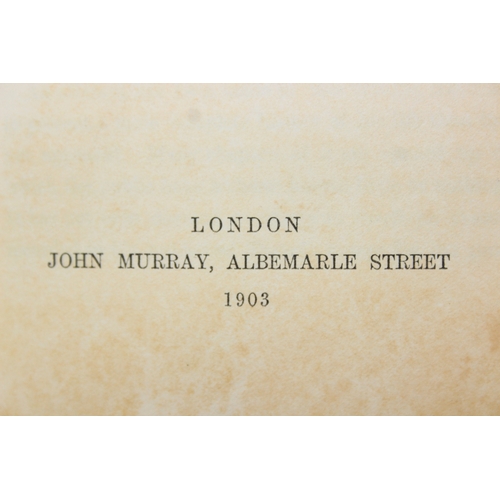 LONDON
JOHN MURRAY, ALBEMARLE STREET
1903